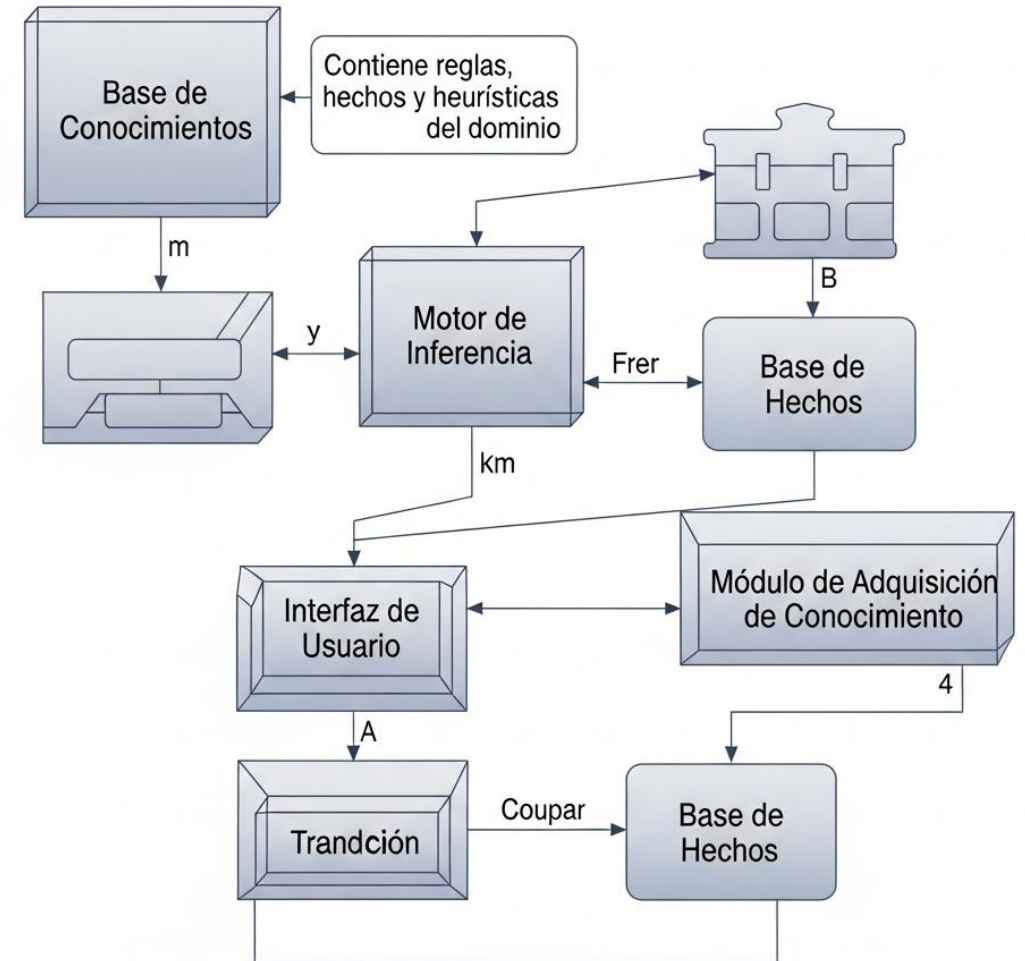 Base de
Conocimientos
Contiene reglas,
hechos y heurísticas
del dominio
m
B
y
Motor de
Inferencia
Frer
Base de
Hechos
km
Interfaz de
Usuario
Módulo de Adquisición
de Conocimiento
4
A
Trandción
Coupar
Base de
Hechos